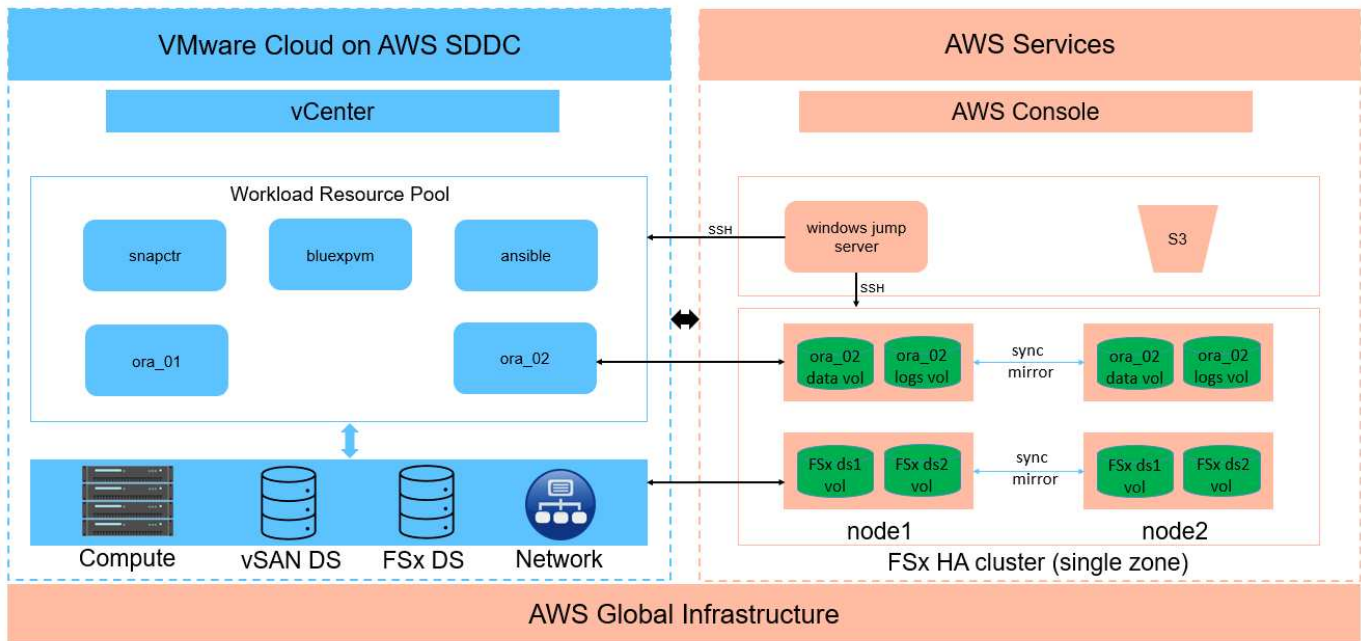 VMware Cloud on AWS SDDC
vCenter
Workload Resource Pool
snapctr
bluexpvm
ansible
ora_01
ora_02
Compute
vSAN DS
FSx DS
Network
AWS Services
AWS Console
SSH
windows jump
server
S3
SSH
ora_02
data vol
ora_02
logs vol
sync
mirror
ora_02
data vol
ora_02
logs vol
FSx ds1
vol
FSx ds2
vol
sync
mirror
FSx ds1
vol
FSx ds2
vol
node1
node2
FSx HA cluster (single zone)
AWS Global Infrastructure